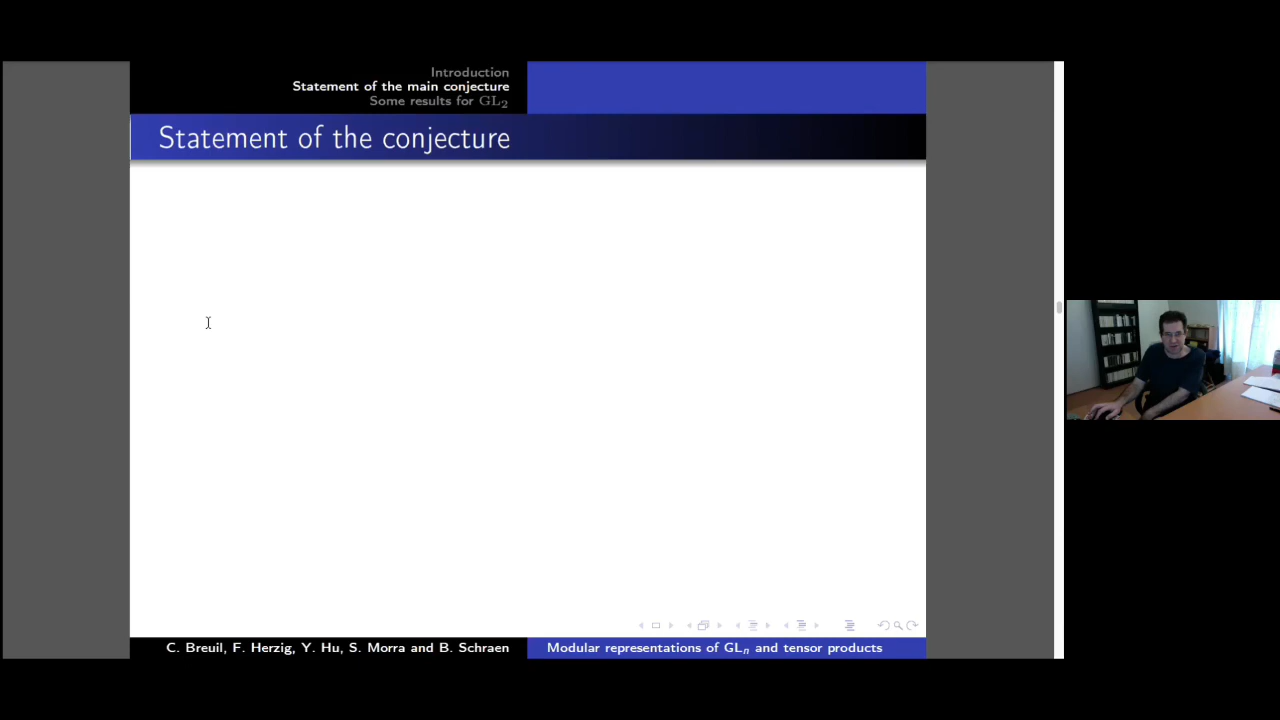 Introduction
Statement of the main conjecture
Some results for GL₂
Statement of the conjecture
C. Breuil, F. Herzig, Y. Hu, S. Morra and B. Schraen
Modular representations of GLₙ and tensor products